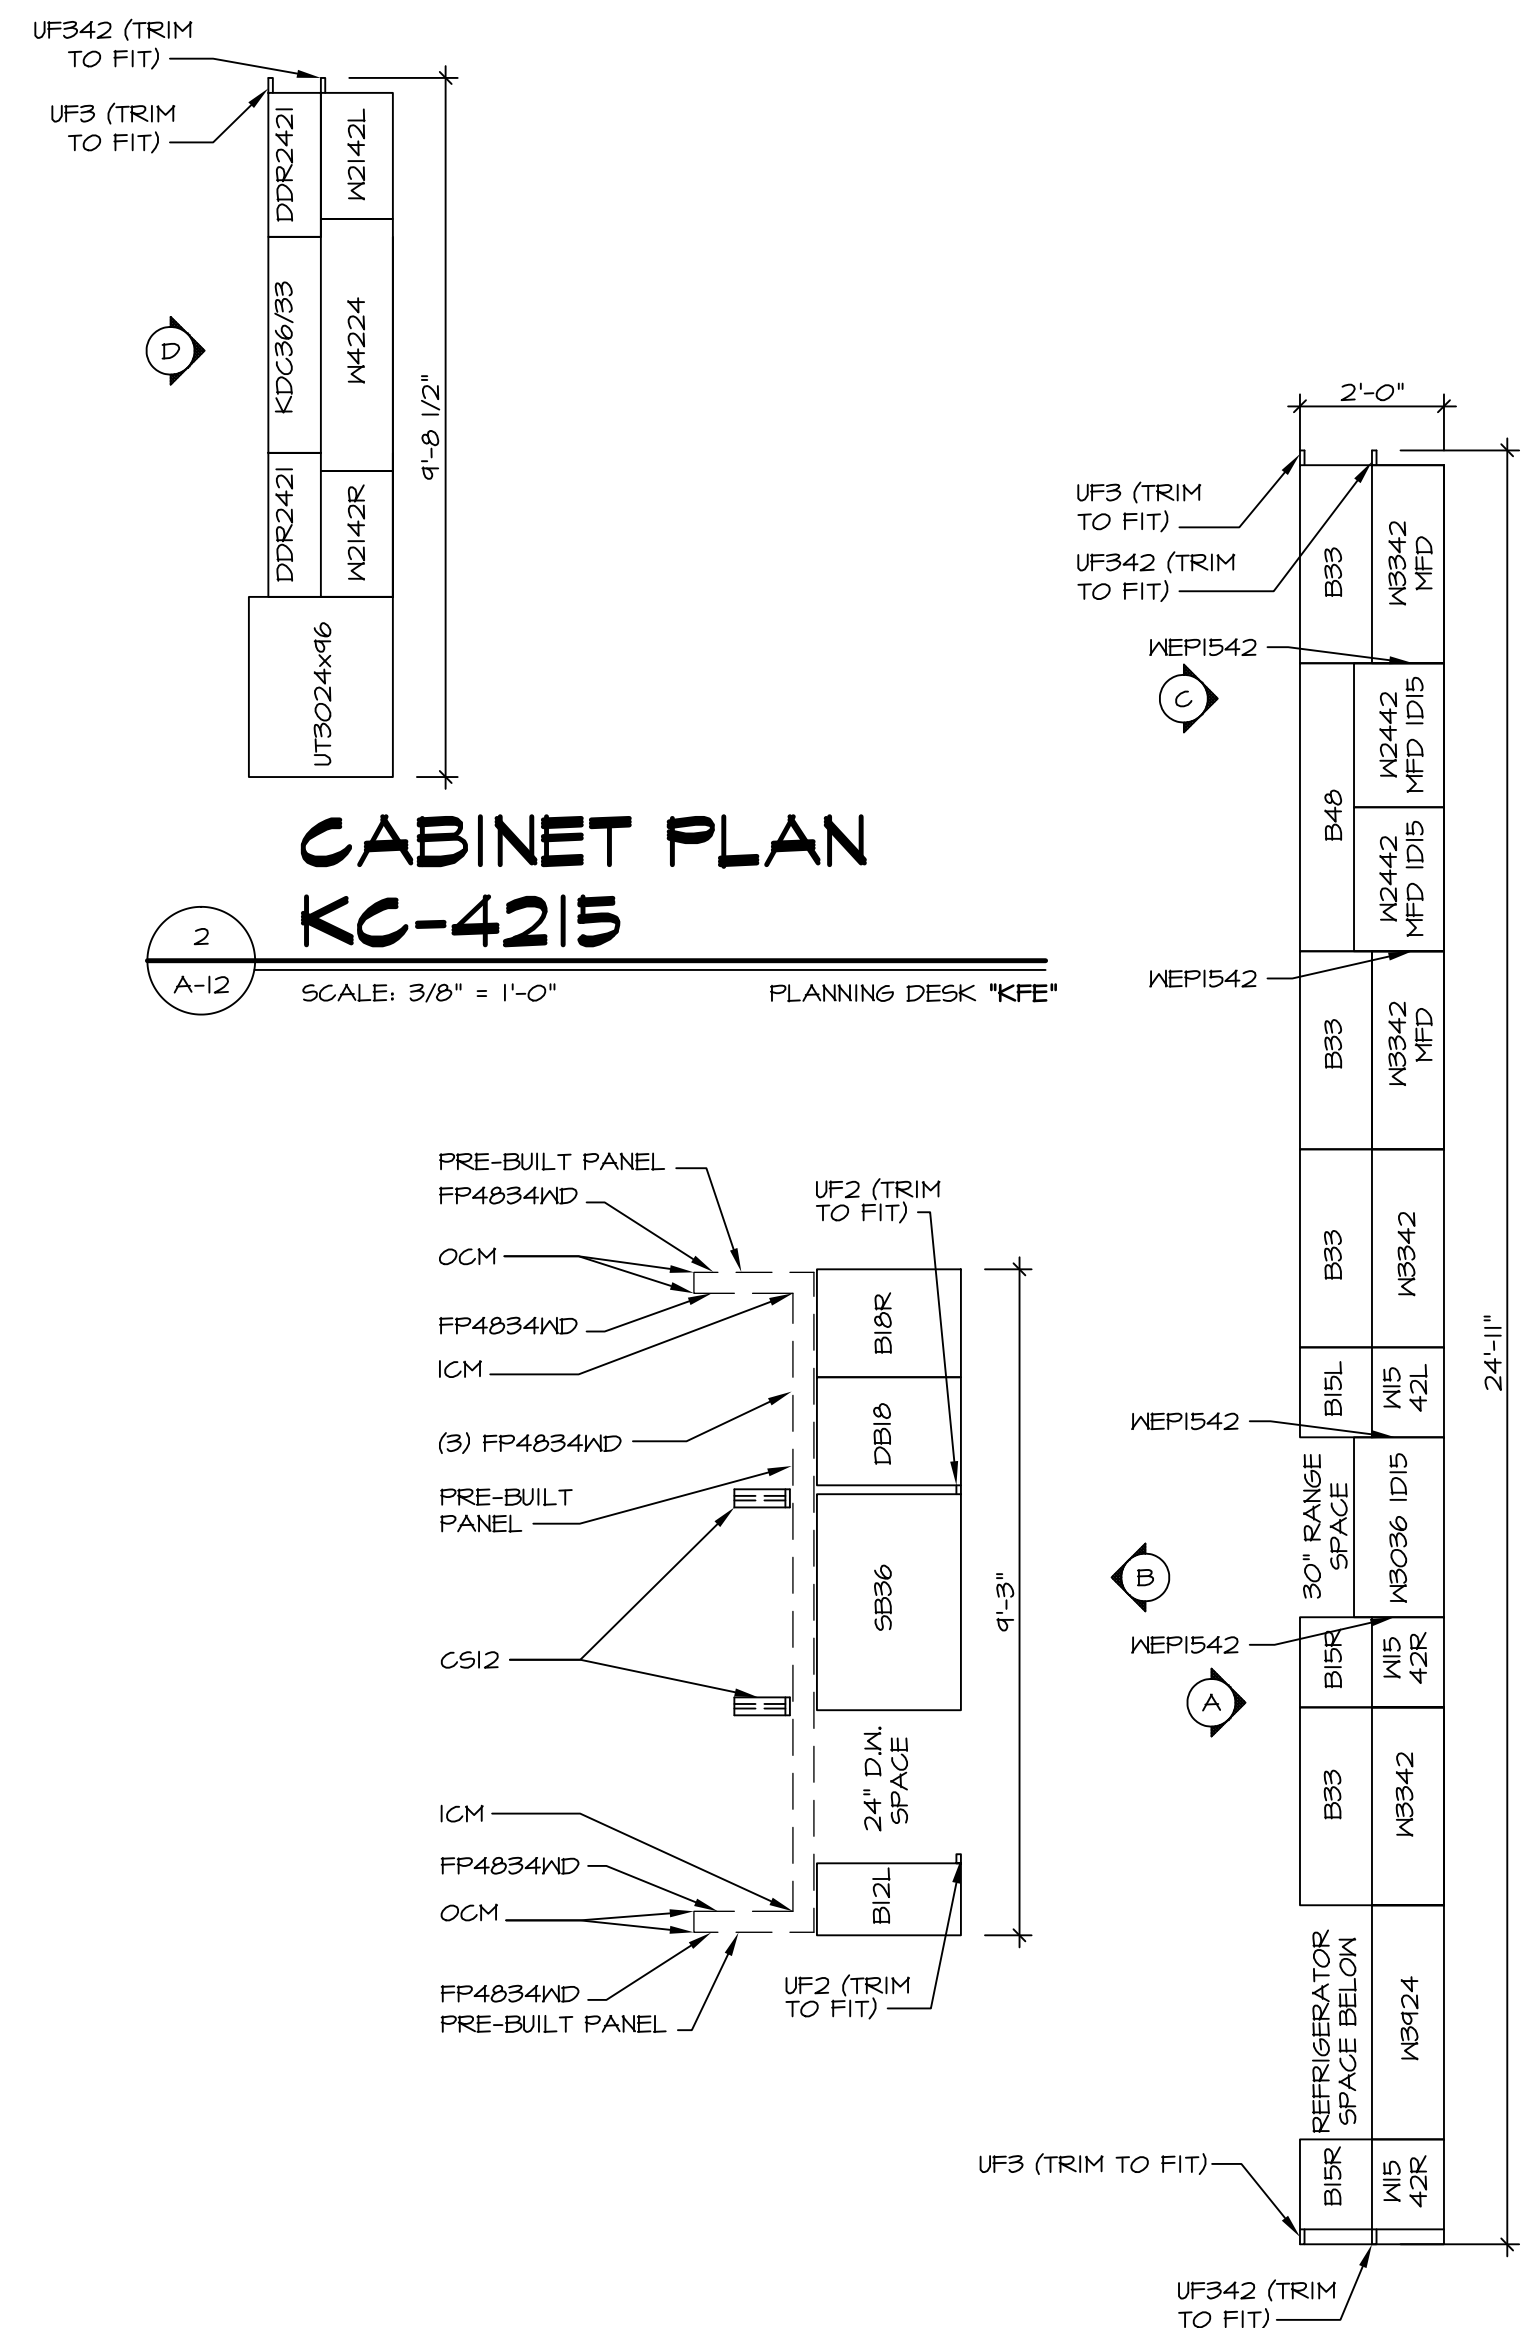 UF342 (TRIM
TO FIT)
UF3 (TRIM
TO FIT)
DDR2421
W2142L
KDC36/33
W4224
D
9'-8 1/2"
DDR2421
W2142R
UT3024x96
CABINET PLAN
KC-4215
2
A-12
SCALE: 3/8" = 1'-0"
PLANNING DESK "KFE"
2'-0"
UF3 (TRIM
TO FIT)
UF342 (TRIM
TO FIT)
B33
W3342
MFD
WEP1542
C
B48
W2442
MFD 1D15
W2442
MFD 1D15
WEP1542
B33
W3342
MFD
B33
W3342
24'-11"
B15L
W15
42L
WEP1542
30" RANGE
SPACE
W3036 1D15
B
WEP1542
B15R
W15
42R
A
B33
W3342
REFRIGERATOR
SPACE BELOW
W3924
UF3 (TRIM TO FIT)
B15R
W15
42R
UF342 (TRIM
TO FIT)
PRE-BUILT PANEL
FP4834WD
UF2 (TRIM
TO FIT)
OCM
FP4834WD
ICM
B18R
(3) FP4834WD
DB18
PRE-BUILT
PANEL
SB36
9'-3"
CS12
24" D.W.
SPACE
ICM
FP4834WD
OCM
B12L
FP4834WD
PRE-BUILT PANEL
UF2 (TRIM
TO FIT)